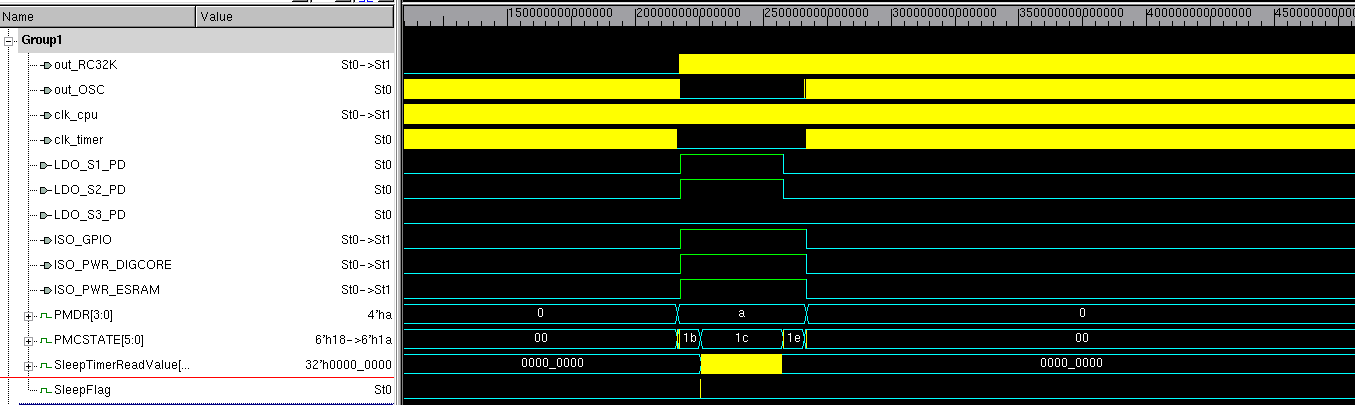 Name Value 150000000000000 200000000000000 250000000000000 300000000000000 350000000000000 400000000000000
Group1
out_RC32K St0->St1
out_OSC St0
clk_cpu St0->St1
clk_timer St0
LDO_S1_PD St0
LDO_S2_PD St0
LDO_S3_PD St0
ISO_GPIO St0->St1
ISO_PWR_DIGCORE St0->St1
ISO_PWR_ESRAM St0->St1
PMDR[3:0] 4'ha 0 a 0
PMCSTATE[5:0] 6'h18->6'h1a 00 1b 1c 1e 00
SleepTimerReadValue[... 32'h0000_0000 0000_0000 0000_0000
SleepFlag St0